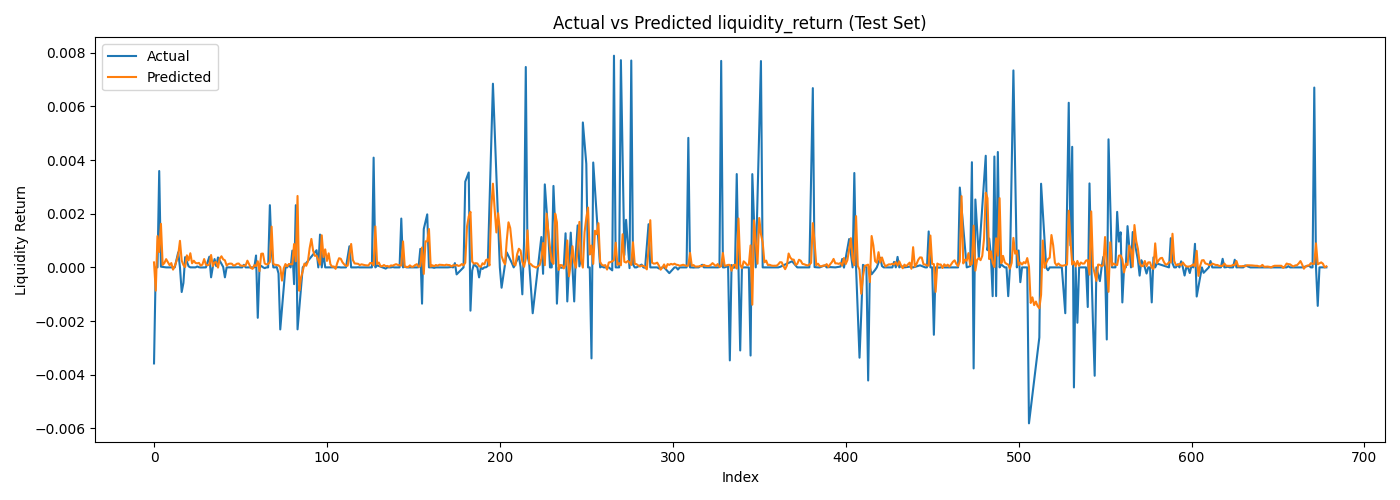 Actual vs Predicted liquidity_return (Test Set)
Actual
Predicted
Liquidity Return
0.008
0.006
0.004
0.002
0.000
−0.002
−0.004
−0.006
0 100 200 300 400 500 600 700
Index